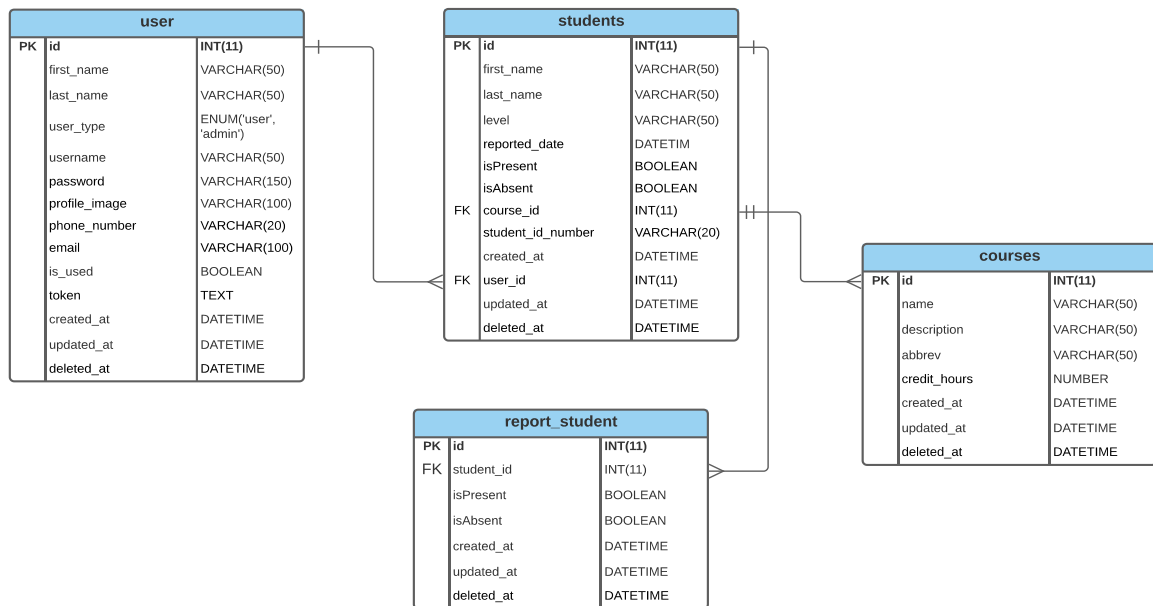 user
PK id INT(11)
first_name VARCHAR(50)
last_name VARCHAR(50)
user_type ENUM('user',
'admin')
username VARCHAR(50)
password VARCHAR(150)
profile_image VARCHAR(100)
phone_number VARCHAR(20)
email VARCHAR(100)
is_used BOOLEAN
token TEXT
created_at DATETIME
updated_at DATETIME
deleted_at DATETIME
students
PK id INT(11)
first_name VARCHAR(50)
last_name VARCHAR(50)
level VARCHAR(50)
reported_date DATETIM
isPresent BOOLEAN
isAbsent BOOLEAN
FK course_id INT(11)
student_id_number VARCHAR(20)
created_at DATETIME
FK user_id INT(11)
updated_at DATETIME
deleted_at DATETIME
courses
PK id INT(11)
name VARCHAR(50)
description VARCHAR(50)
abbrev VARCHAR(50)
credit_hours NUMBER
created_at DATETIME
updated_at DATETIME
deleted_at DATETIME
report_student
PK id INT(11)
FK student_id INT(11)
isPresent BOOLEAN
isAbsent BOOLEAN
created_at DATETIME
updated_at DATETIME
deleted_at DATETIME